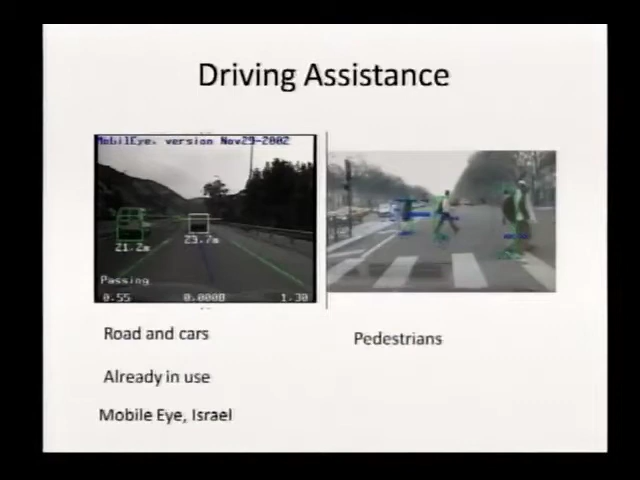 Driving Assistance
MobilEye, version Nov29-2002
21.2m
23.7m
Passing
0.55 0.0008 1.30
Road and cars
Pedestrians
Already in use
Mobile Eye, Israel